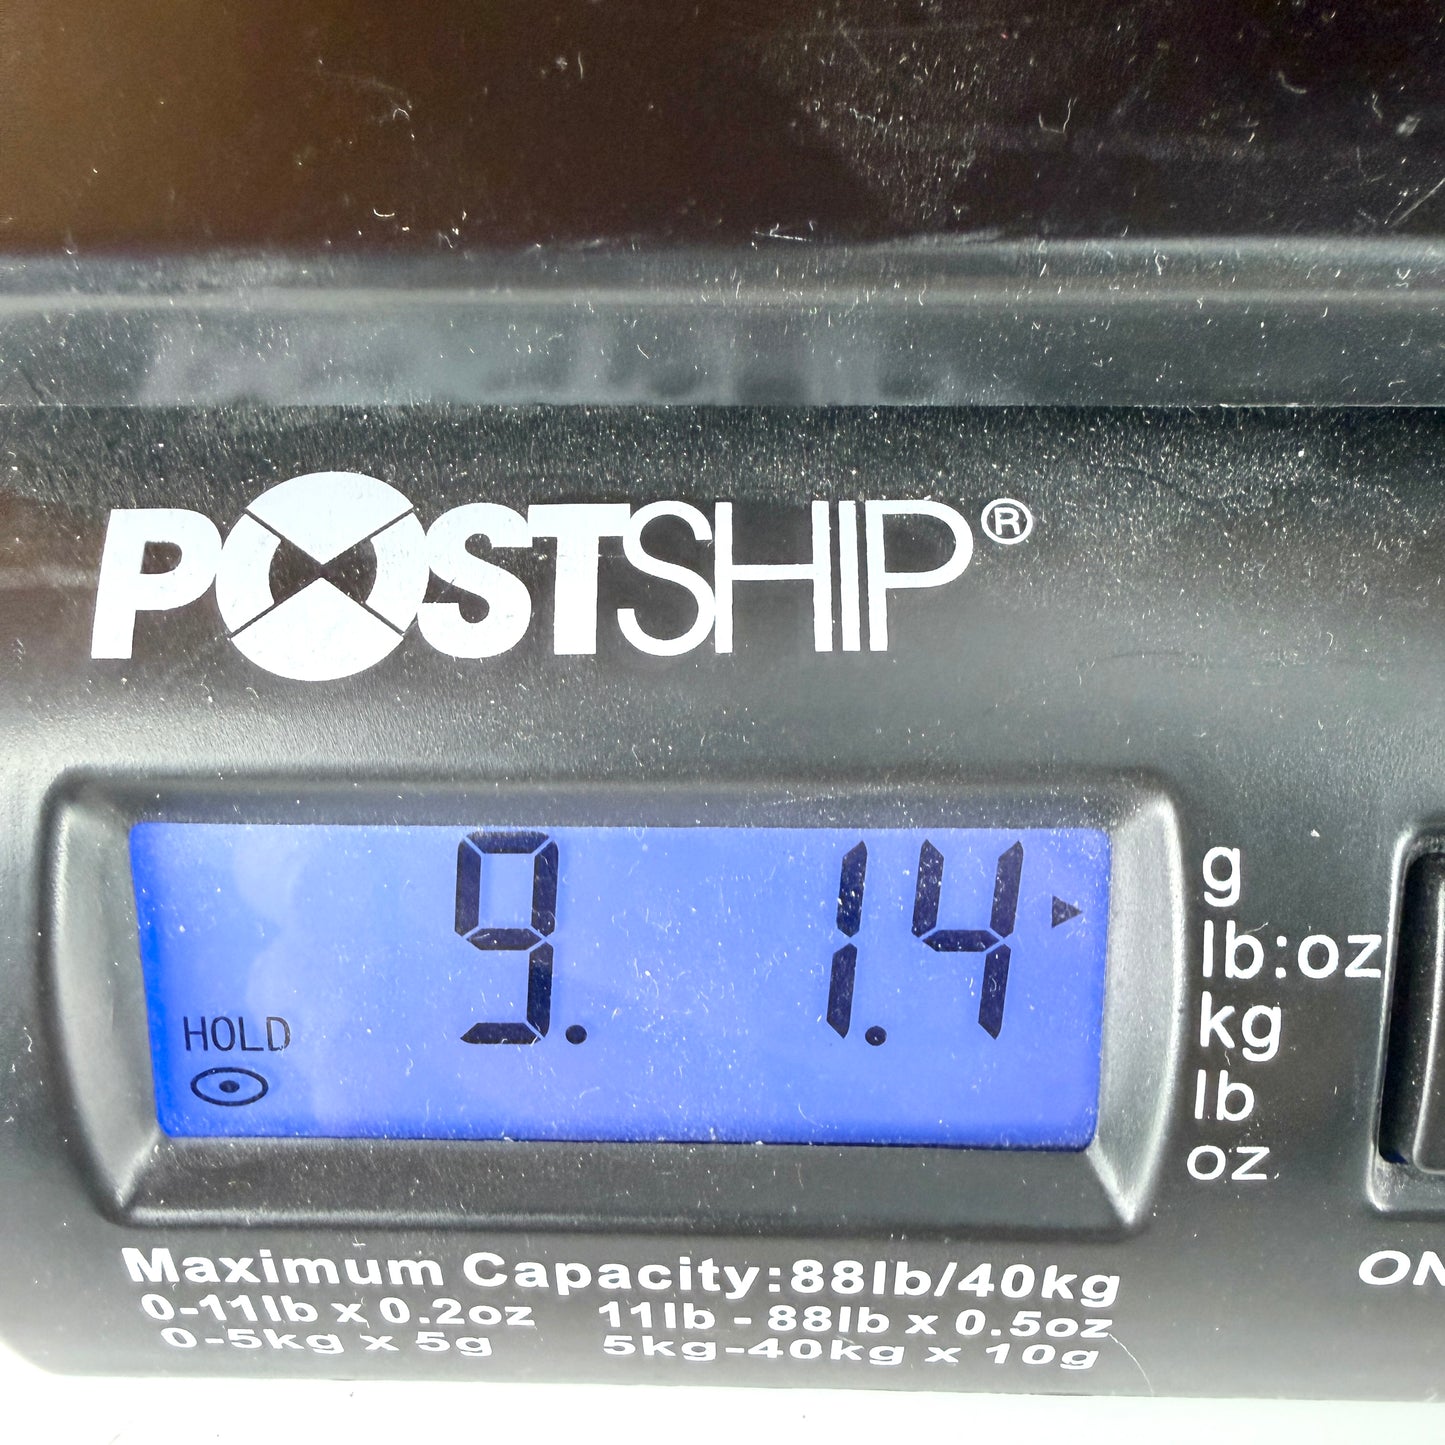 POSTSHIP®
9. 1.4
HOLD
g
lb:oz
kg
lb
oz
Maximum Capacity:88lb/40kg
0-11lb x 0.2oz 11lb - 88lb x 0.5oz
0-5kg x 5g 5kg-40kg x 10g